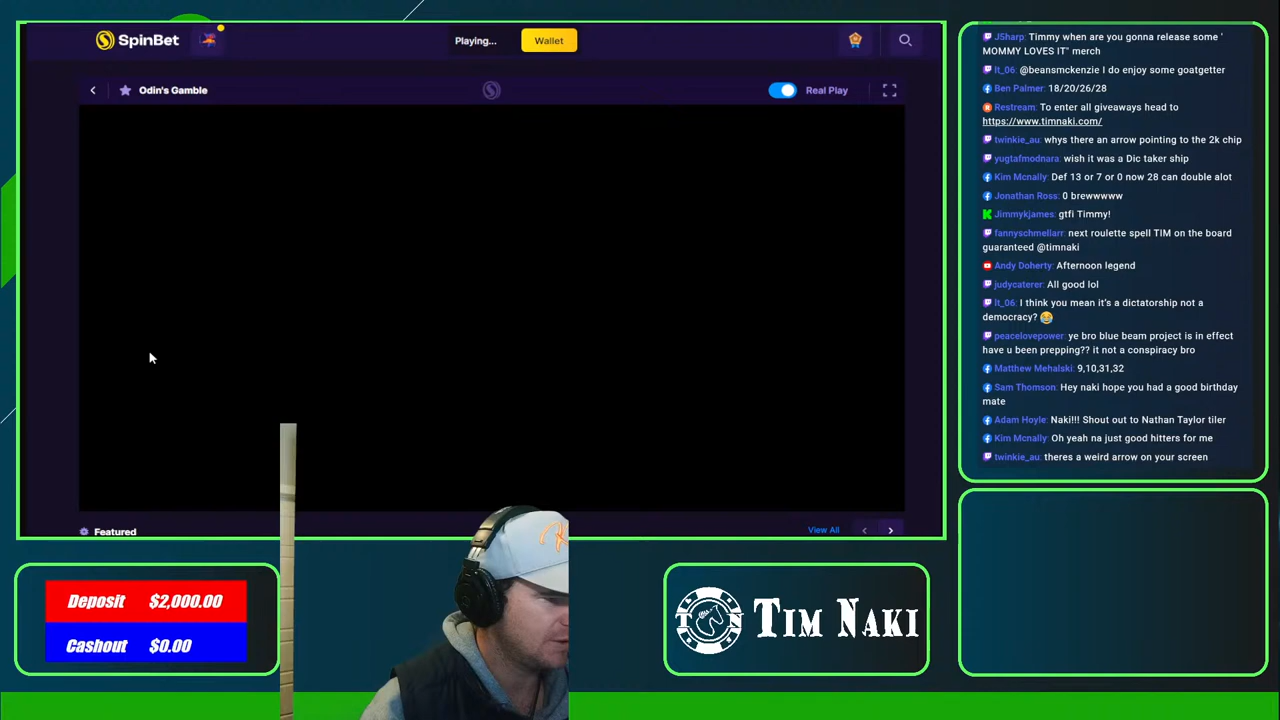 SpinBet
Playing...
Wallet
Odin's Gamble
Real Play
Featured
View All
Deposit $2,000.00
Cashout $0.00
TIM NAKI
J5harp: Timmy when are you gonna release some '
MOMMY LOVES IT" merch
lt_06: @beansmckenzie I do enjoy some goatgetter
Ben Palmer: 18/20/26/28
Restream: To enter all giveaways head to
https://www.timnaki.com/
twinkie_au: whys there an arrow pointing to the 2k chip
yugtafmodnara: wish it was a Dic taker ship
Kim Mcnally: Def 13 or 7 or 0 now 28 can double alot
Jonathan Ross: 0 brewwwww
Jimmykjames: gtfi Timmy!
fannyschmellarr: next roulette spell TIM on the board
guaranteed @timnaki
Andy Doherty: Afternoon legend
judycaterer: All good lol
lt_06: I think you mean it's a dictatorship not a
democracy? 😂
peacelovepower: ye bro blue beam project is in effect
have u been prepping?? it not a conspiracy bro
Matthew Mehalski: 9,10,31,32
Sam Thomson: Hey naki hope you had a good birthday
mate
Adam Hoyle: Naki!!! Shout out to Nathan Taylor tiler
Kim Mcnally: Oh yeah na just good hitters for me
twinkie_au: theres a weird arrow on your screen